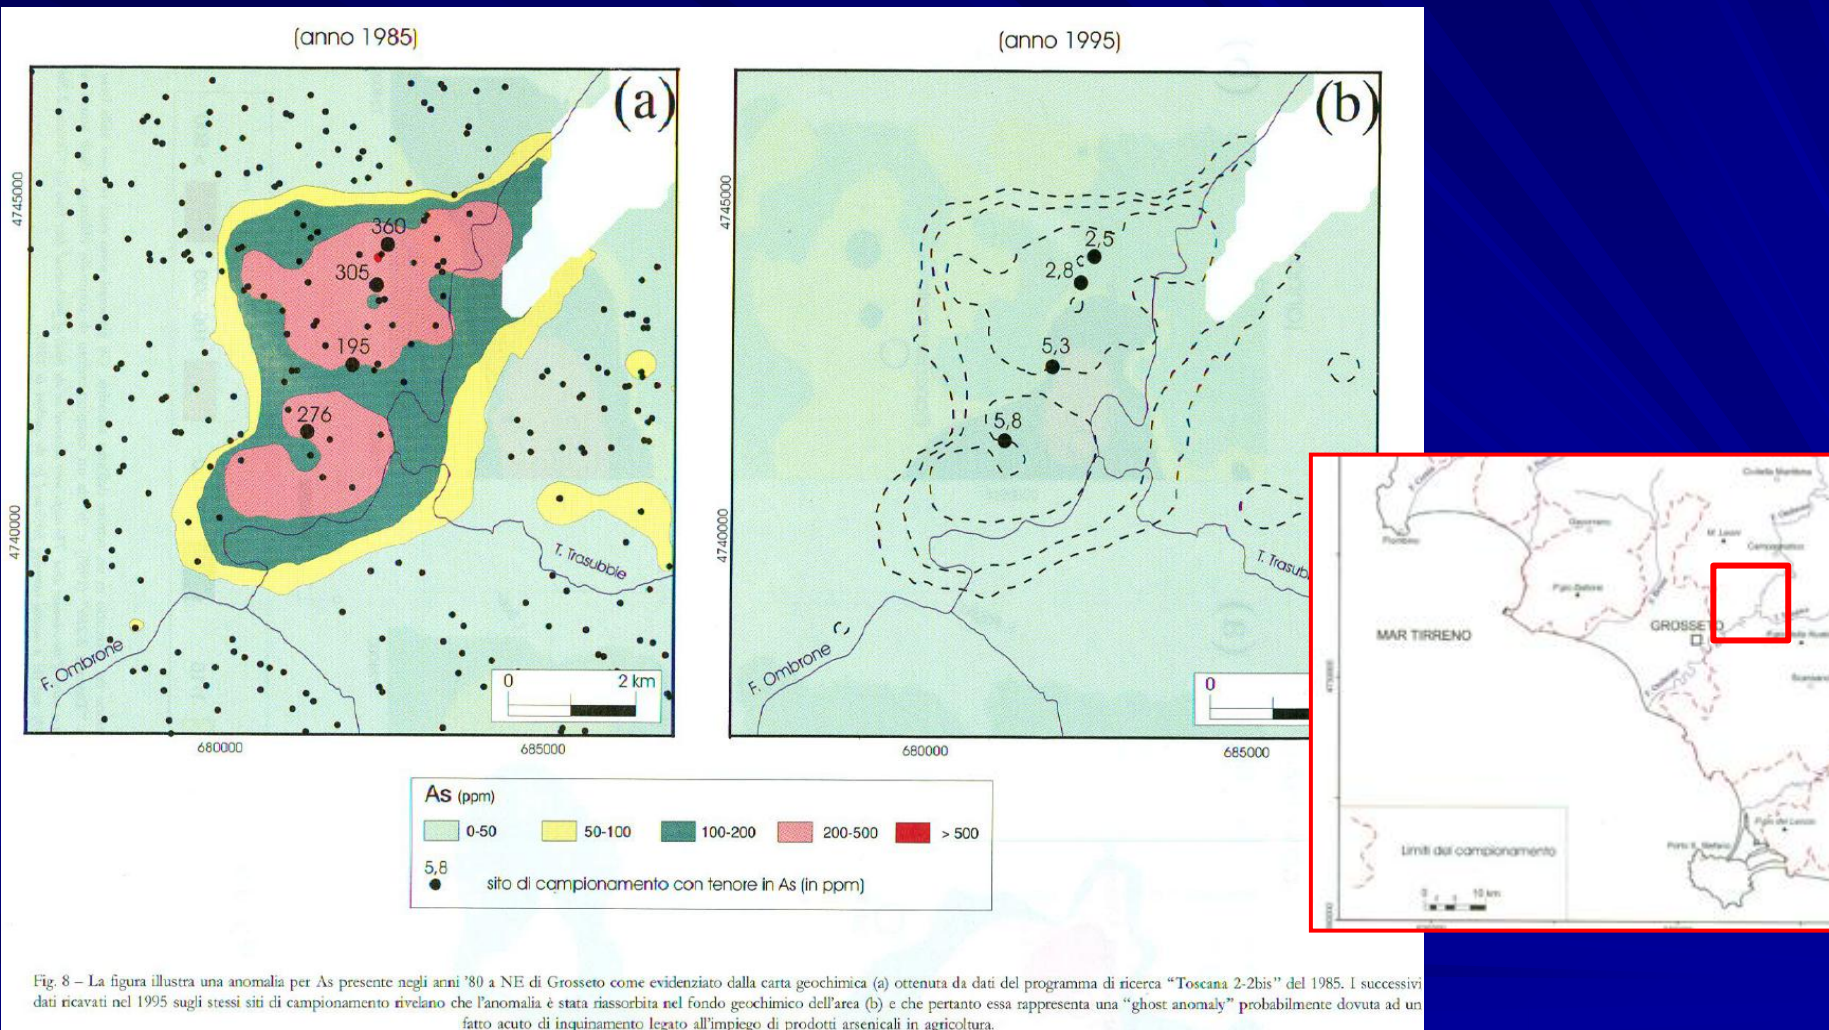 (anno 1985)
(anno 1995)
(a)
(b)
4745000
4740000
680000
685000
360
305
195
276
T. Trasubbie
F. Ombrone
0
2 km
4745000
4740000
680000
685000
2,5
2,8
5,3
5,8
T. Trasub
F. Ombrone
0
As (ppm)
0-50
50-100
100-200
200-500
> 500
5,8
sito di campionamento con tenore in As (in ppm)
MAR TIRRENO
GROSSETO
Piombino
M. Leoni
Campagnatico
Limiti del campionamento
0
10 km
Fig. 8 – La figura illustra una anomalia per As presente negli anni '80 a NE di Grosseto come evidenziato dalla carta geochimica (a) ottenuta da dati del programma di ricerca “Toscana 2-2bis” del 1985. I successivi
dati ricavati nel 1995 sugli stessi siti di campionamento rivelano che l'anomalia è stata riassorbita nel fondo geochimico dell'area (b) e che pertanto essa rappresenta una “ghost anomaly” probabilmente dovuta ad un
fatto acuto di inquinamento legato all'impiego di prodotti arsenicali in agricoltura.